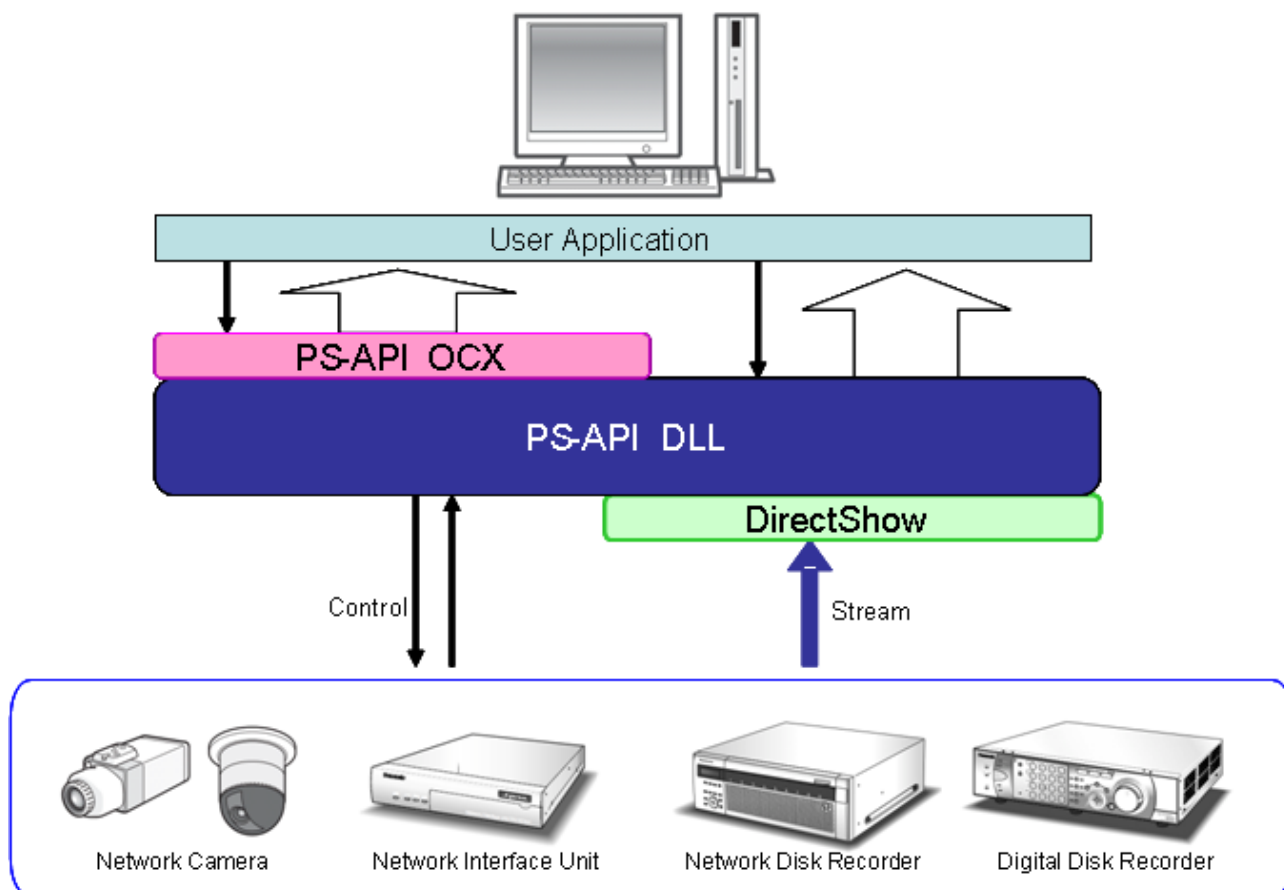 User Application
PS-API OCX
PS-API DLL
DirectShow
Control
Stream
Network Camera
Network Interface Unit
Network Disk Recorder
Digital Disk Recorder